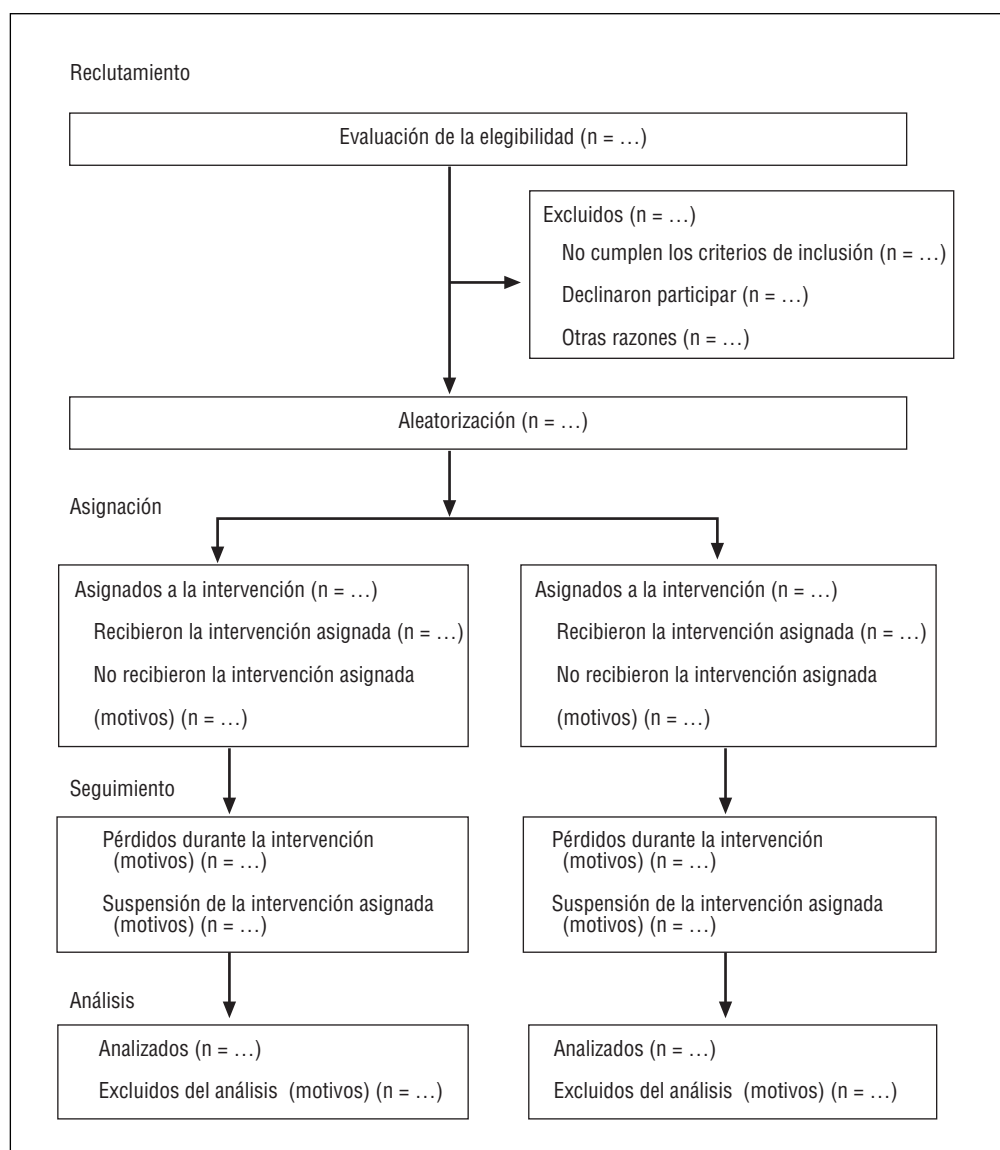 Reclutamiento
Evaluación de la elegibilidad (n = …)
Excluidos (n = …)
No cumplen los criterios de inclusión (n = …)
Declinaron participar (n = …)
Otras razones (n = …)
Aleatorización (n = …)
Asignación
Asignados a la intervención (n = …)
Recibieron la intervención asignada (n = …)
No recibieron la intervención asignada
(motivos) (n = …)
Asignados a la intervención (n = …)
Recibieron la intervención asignada (n = …)
No recibieron la intervención asignada
(motivos) (n = …)
Seguimiento
Pérdidos durante la intervención
(motivos) (n = …)
Suspensión de la intervención asignada
(motivos) (n = …)
Pérdidos durante la intervención
(motivos) (n = …)
Suspensión de la intervención asignada
(motivos) (n = …)
Análisis
Analizados (n = …)
Excluidos del análisis (motivos) (n = …)
Analizados (n = …)
Excluidos del análisis (motivos) (n = …)